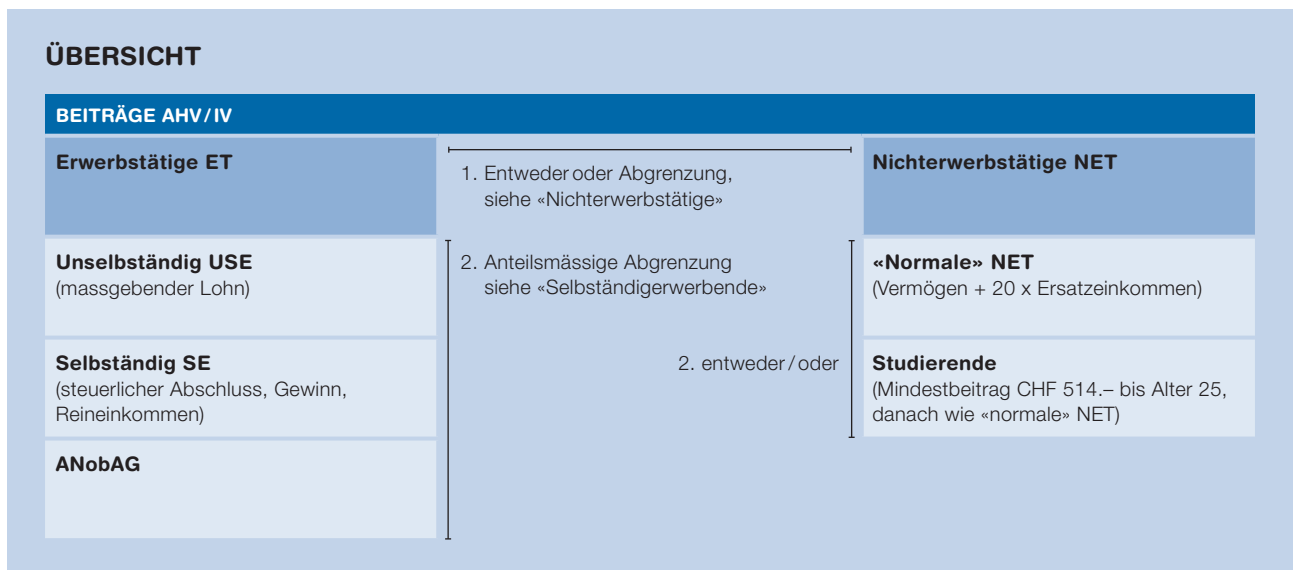 ÜBERSICHT
BEITRÄGE AHV/IV
Erwerbstätige ET
1. Entweder oder Abgrenzung,
siehe «Nichterwerbstätige»
Nichterwerbstätige NET
Unselbständig USE
(massgebender Lohn)
2. Anteilsmässige Abgrenzung
siehe «Selbständigerwerbende»
«Normale» NET
(Vermögen + 20 x Ersatzeinkommen)
Selbständig SE
(steuerlicher Abschluss, Gewinn,
Reineinkommen)
2. entweder/oder
Studierende
(Mindestbeitrag CHF 514.– bis Alter 25,
danach wie «normale» NET)
ANobAG